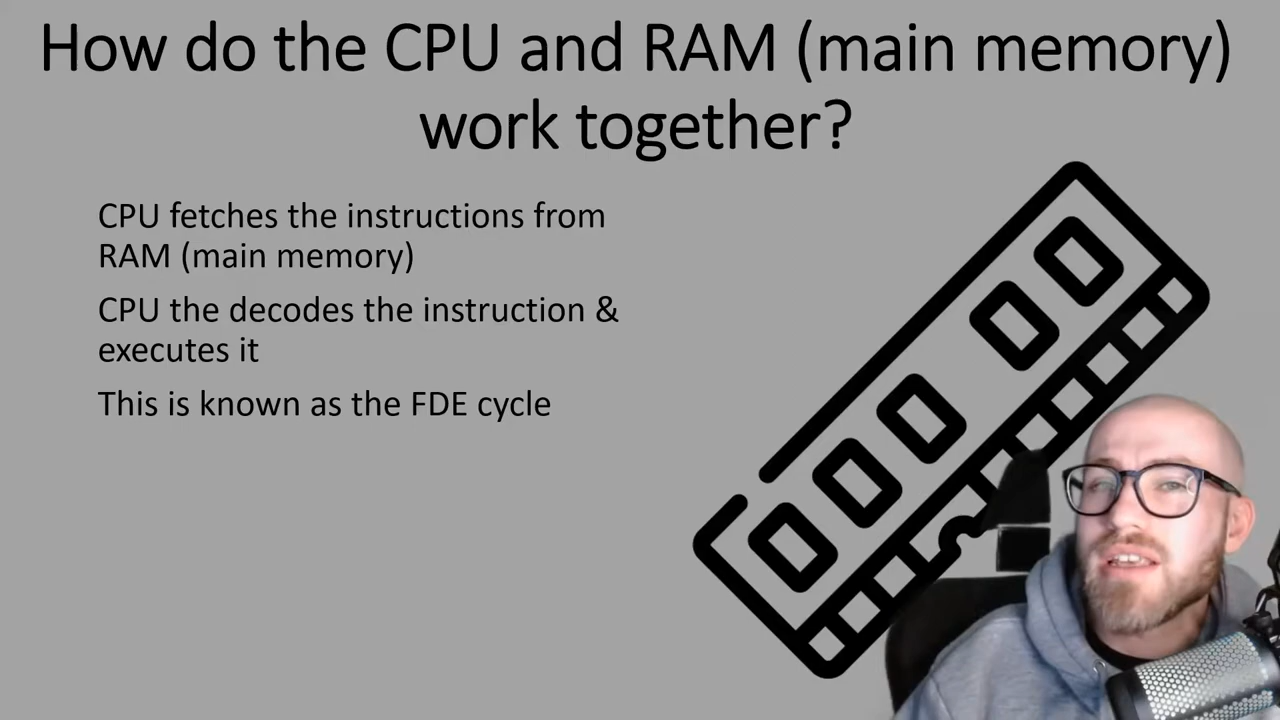 How do the CPU and RAM (main memory)
work together?
CPU fetches the instructions from
RAM (main memory)
CPU the decodes the instruction &
executes it
This is known as the FDE cycle